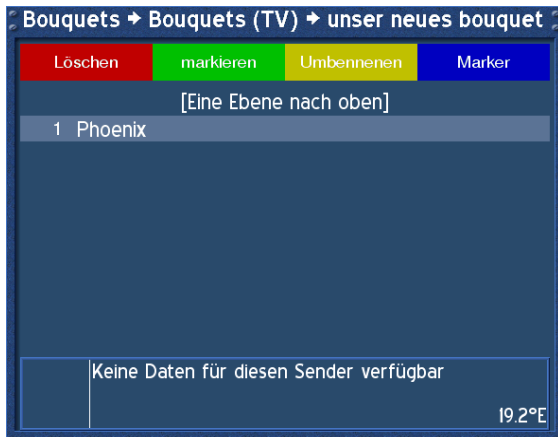 Bouquets → Bouquets (TV) → unser neues bouquet
Löschen markieren Umbennenen Marker
[Eine Ebene nach oben]
1 Phoenix
Keine Daten für diesen Sender verfügbar
19.2°E